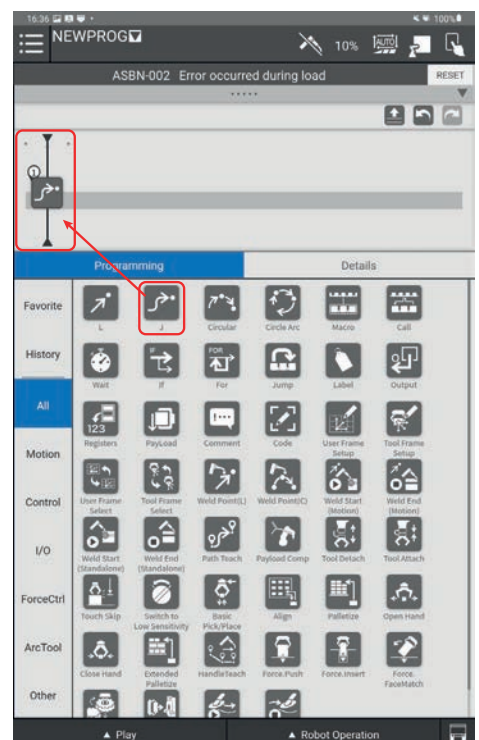 16:36 100%
NEWPROG 10% AUTO
ASBN-002 Error occurred during load RESET
1
Programming Details
Favorite
L J Circular Circle Arc Macro Call
History
IF FOR
Wait If For Jump Label Output
All
123
Registers PayLoad Comment Code User Frame Setup Tool Frame Setup
Motion
User Frame Select Tool Frame Select Weld Point(L) Weld Point(C) Weld Start (Motion) Weld End (Motion)
Control
I/O
Weld Start (Standalone) Weld End (Standalone) Path Teach Payload Comp Tool Detach Tool Attach
ForceCtrl
Touch Skip Switch to Low Sensitivity Basic Pick/Place Align Palletize Open Hand
ArcTool
Close Hand Extended Palletize HandleTeach Force.Push Force.Insert Force.FaceMatch
Other
Play Robot Operation